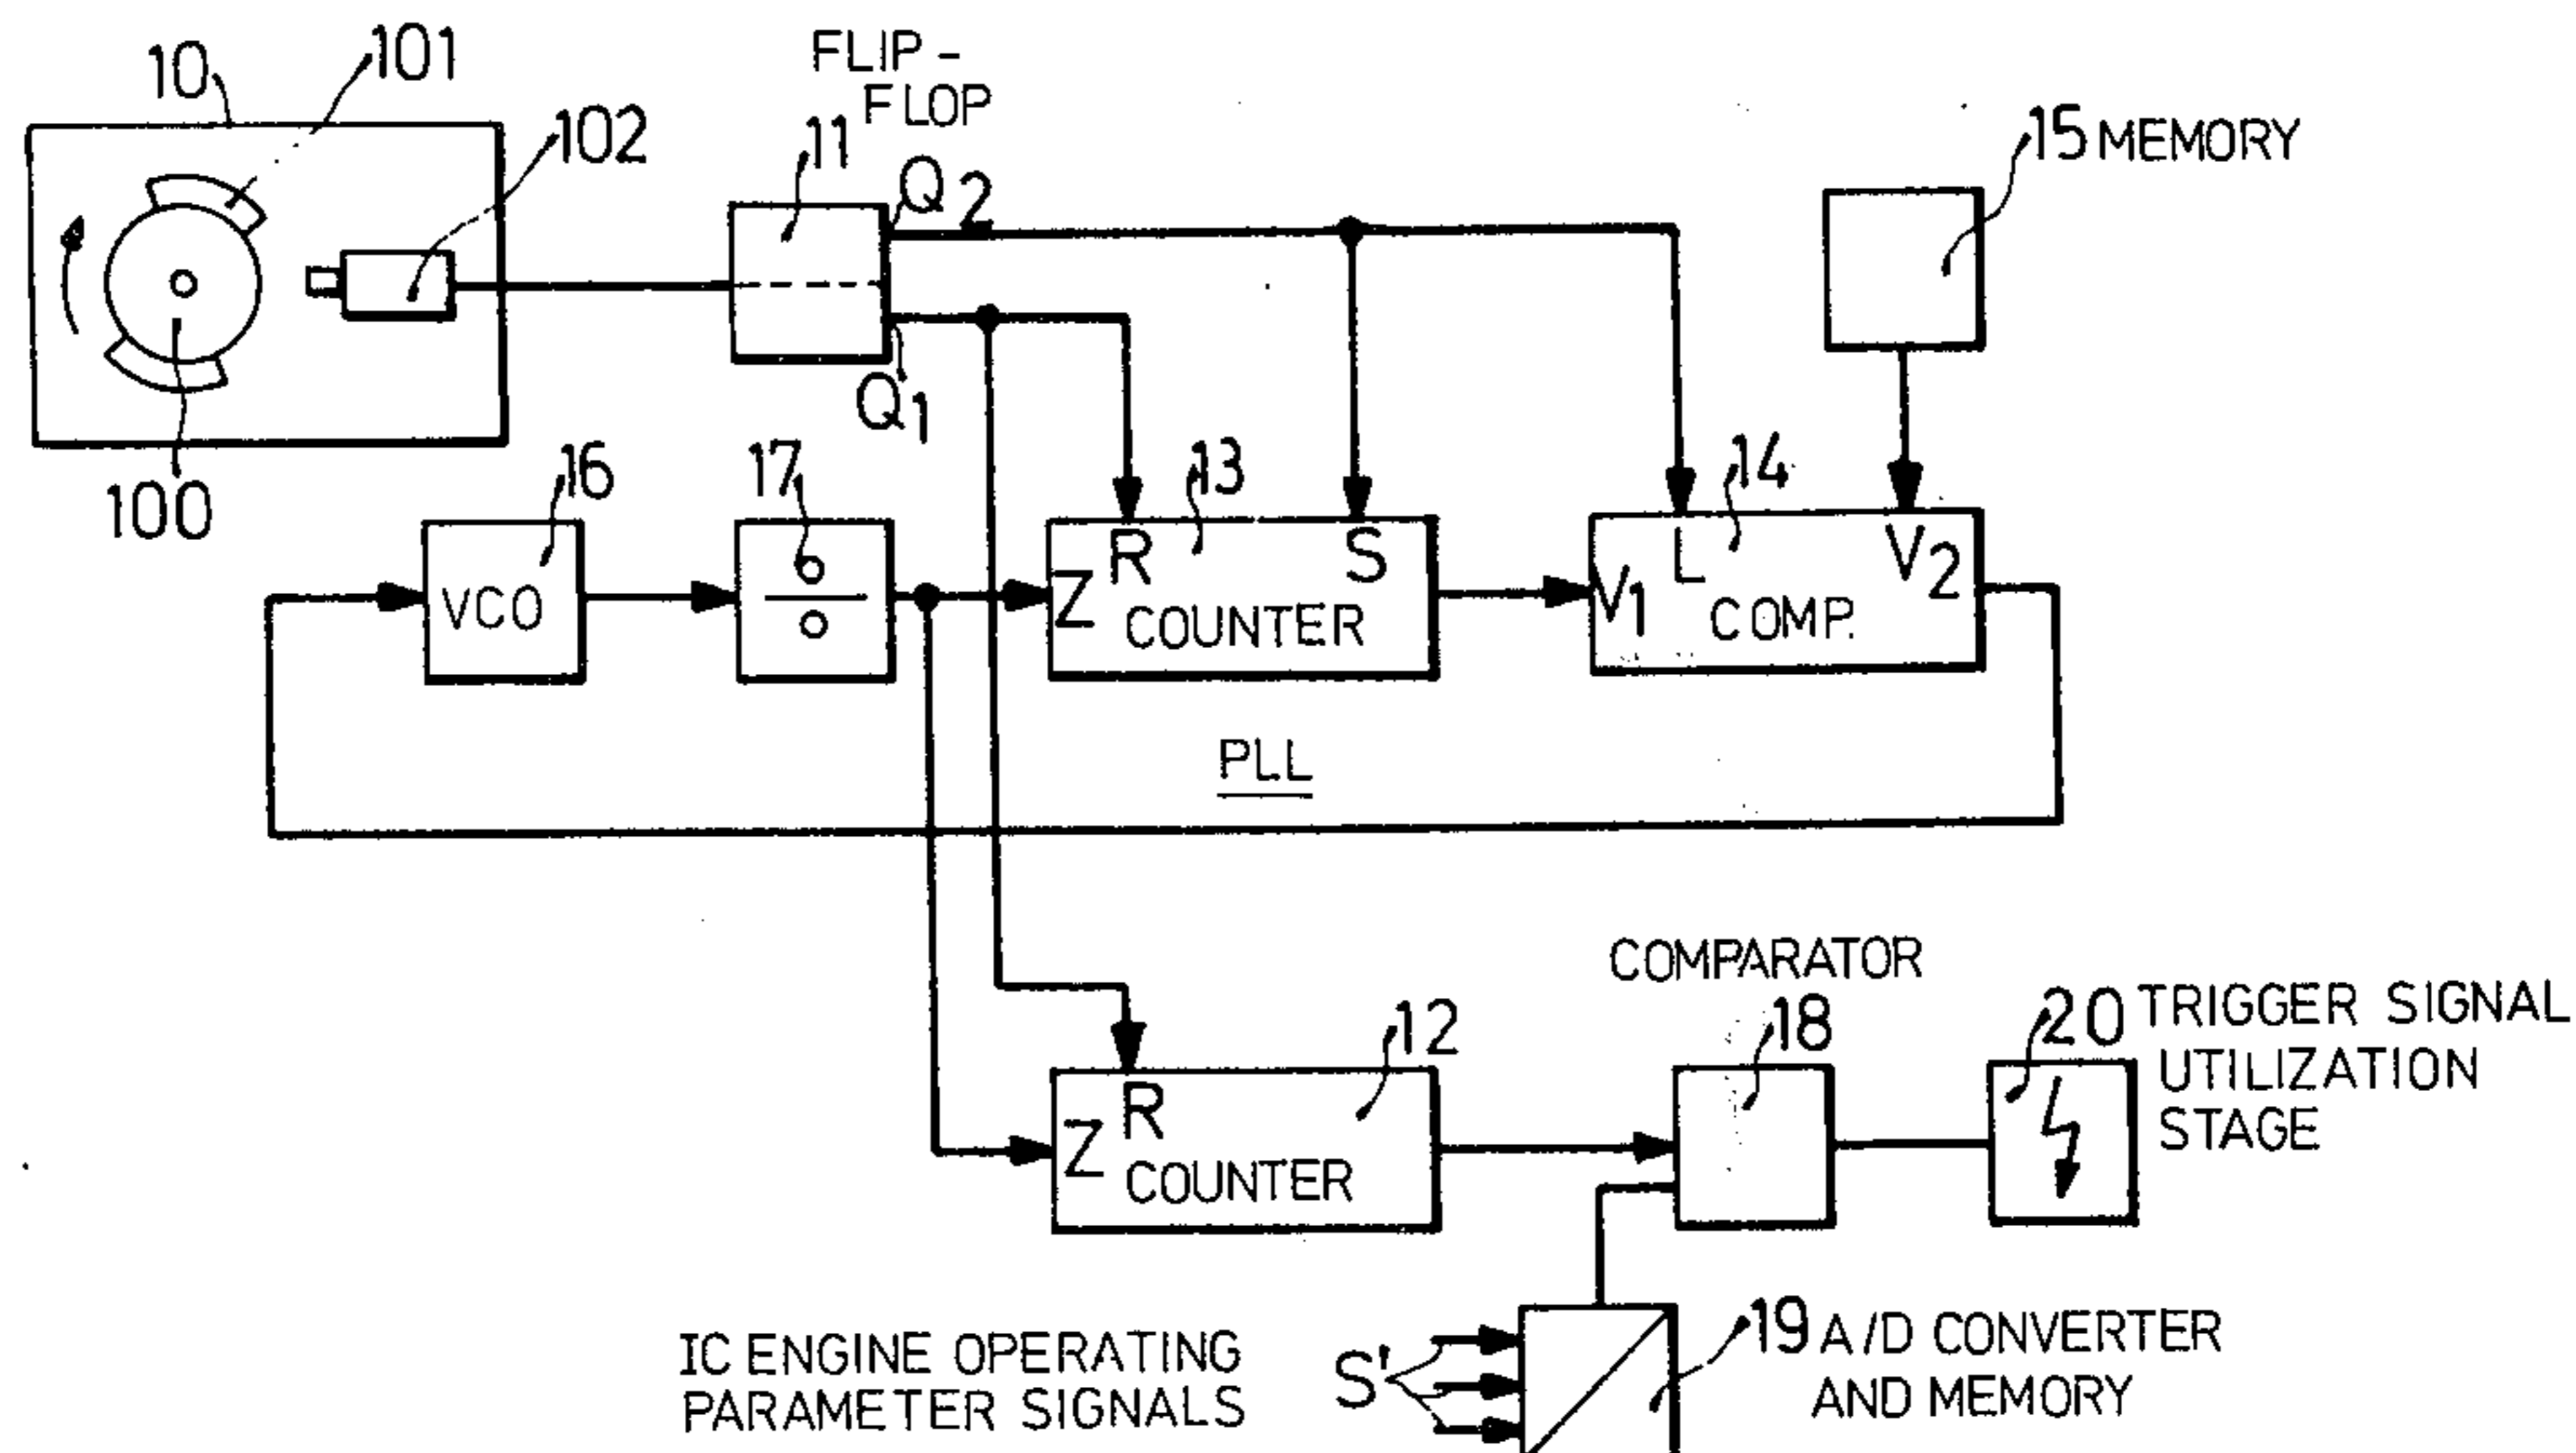 10
101
102
100
FLIP-
FLOP
11
Q2
Q1
15 MEMORY
16
VCO
17
13
Z R S
COUNTER
14
V1 L V2
COMP.
PLL
12
Z R
COUNTER
COMPARATOR
18
20 TRIGGER SIGNAL
UTILIZATION
STAGE
IC ENGINE OPERATING
PARAMETER SIGNALS
S'
19 A/D CONVERTER
AND MEMORY